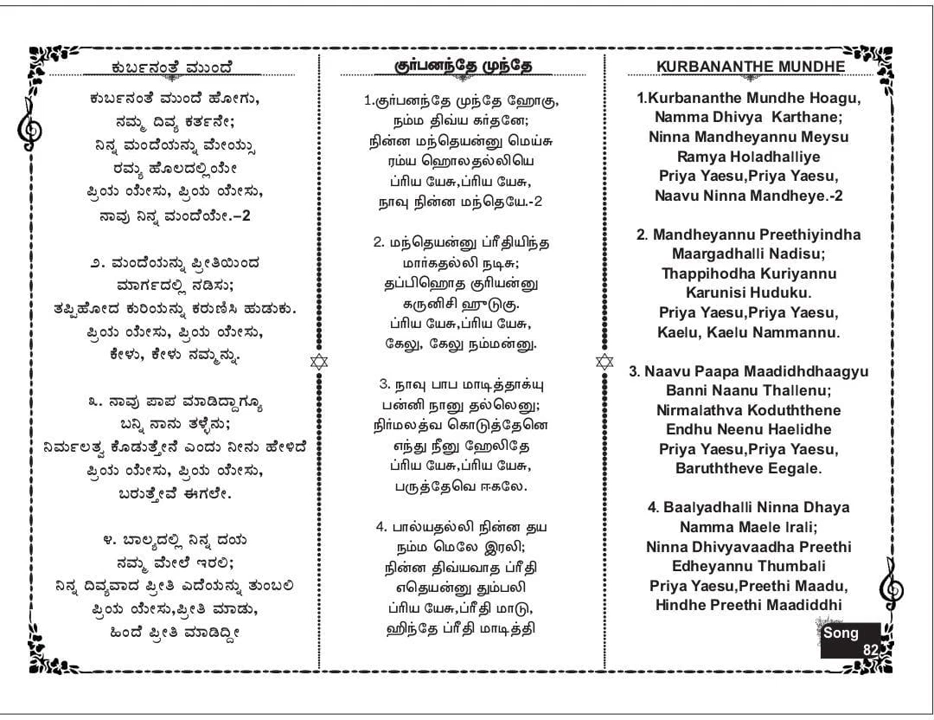 ಕುರ್ಬನಂತೆ ಮುಂದೆ
ಕುರ್ಬನಂತೆ ಮುಂದೆ ಹೋಗು,
ನಮ್ಮ ದಿವ್ಯ ಕರ್ತನೇ;
ನಿನ್ನ ಮಂದೆಯನ್ನು ಮೇಯ್ಸು
ರಮ್ಯ ಹೊಲದಲ್ಲಿಯೇ
ಪ್ರಿಯ ಯೇಸು, ಪ್ರಿಯ ಯೇಸು,
ನಾವು ನಿನ್ನ ಮಂದೆಯೇ.–2
೨. ಮಂದೆಯನ್ನು ಪ್ರೀತಿಯಿಂದ
ಮಾರ್ಗದಲ್ಲಿ ನಡಿಸು;
ತಪ್ಪಿಹೋದ ಕುರಿಯನ್ನು ಕರುಣಿಸಿ ಹುಡುಕು.
ಪ್ರಿಯ ಯೇಸು, ಪ್ರಿಯ ಯೇಸು,
ಕೇಳು, ಕೇಳು ನಮ್ಮನ್ನು.
೩. ನಾವು ಪಾಪ ಮಾಡಿದ್ದಾಗ್ಯೂ
ಬನ್ನಿ ನಾನು ತಳ್ಳೆನು;
ನಿರ್ಮಲತ್ವ ಕೊಡುತ್ತೇನೆ ಎಂದು ನೀನು ಹೇಳಿದೆ
ಪ್ರಿಯ ಯೇಸು, ಪ್ರಿಯ ಯೇಸು,
ಬರುತ್ತೇವೆ ಈಗಲೇ.
೪. ಬಾಲ್ಯದಲ್ಲಿ ನಿನ್ನ ದಯ
ನಮ್ಮ ಮೇಲೆ ಇರಲಿ;
ನಿನ್ನ ದಿವ್ಯವಾದ ಪ್ರೀತಿ ಎದೆಯನ್ನು ತುಂಬಲಿ
ಪ್ರಿಯ ಯೇಸು,ಪ್ರೀತಿ ಮಾಡು,
ಹಿಂದೆ ಪ್ರೀತಿ ಮಾಡಿದ್ದೀ
குர்பனந்தே முந்தே
1.குர்பனந்தே முந்தே ஹோகு,
நம்ம திவ்ய கர்தனே;
நின்ன மந்தெயன்னு மெய்சு
ரம்ய ஹொலதல்லியெ
ப்ரிய யேசு,ப்ரிய யேசு,
நாவு நின்ன மந்தெயே.-2
2. மந்தெயன்னு ப்ரீதியிந்த
மார்கதல்லி நடிசு;
தப்பிஹொத குரியன்னு
கருனிசி ஹுடுகு.
ப்ரிய யேசு,ப்ரிய யேசு,
கேலு, கேலு நம்மன்னு.
3. நாவு பாப மாடித்தாக்யு
பன்னி நானு தல்லெனு;
நிர்மலத்வ கொடுத்தேனெ
எந்து நீனு ஹேலிதே
ப்ரிய யேசு,ப்ரிய யேசு,
பருத்தேவெ ஈகலே.
4. பால்யதல்லி நின்ன தய
நம்ம மெலே இரலி;
நின்ன திவ்யவாத ப்ரீதி
எதெயன்னு தும்பலி
ப்ரிய யேசு,ப்ரீதி மாடு,
ஹிந்தே ப்ரீதி மாடித்தி
KURBANANTHE MUNDHE
1.Kurbananthe Mundhe Hoagu,
Namma Dhivya Karthane;
Ninna Mandheyannu Meysu
Ramya Holadhalliye
Priya Yaesu,Priya Yaesu,
Naavu Ninna Mandheye.-2
2. Mandheyannu Preethiyindha
Maargadhalli Nadisu;
Thappihodha Kuriyannu
Karunisi Huduku.
Priya Yaesu,Priya Yaesu,
Kaelu, Kaelu Nammannu.
3. Naavu Paapa Maadidhdhaagyu
Banni Naanu Thallenu;
Nirmalathva Koduththene
Endhu Neenu Haelidhe
Priya Yaesu,Priya Yaesu,
Baruththeve Eegale.
4. Baalyadhalli Ninna Dhaya
Namma Maele Irali;
Ninna Dhivyavaadha Preethi
Edheyannu Thumbali
Priya Yaesu,Preethi Maadu,
Hindhe Preethi Maadiddhi
Song
82